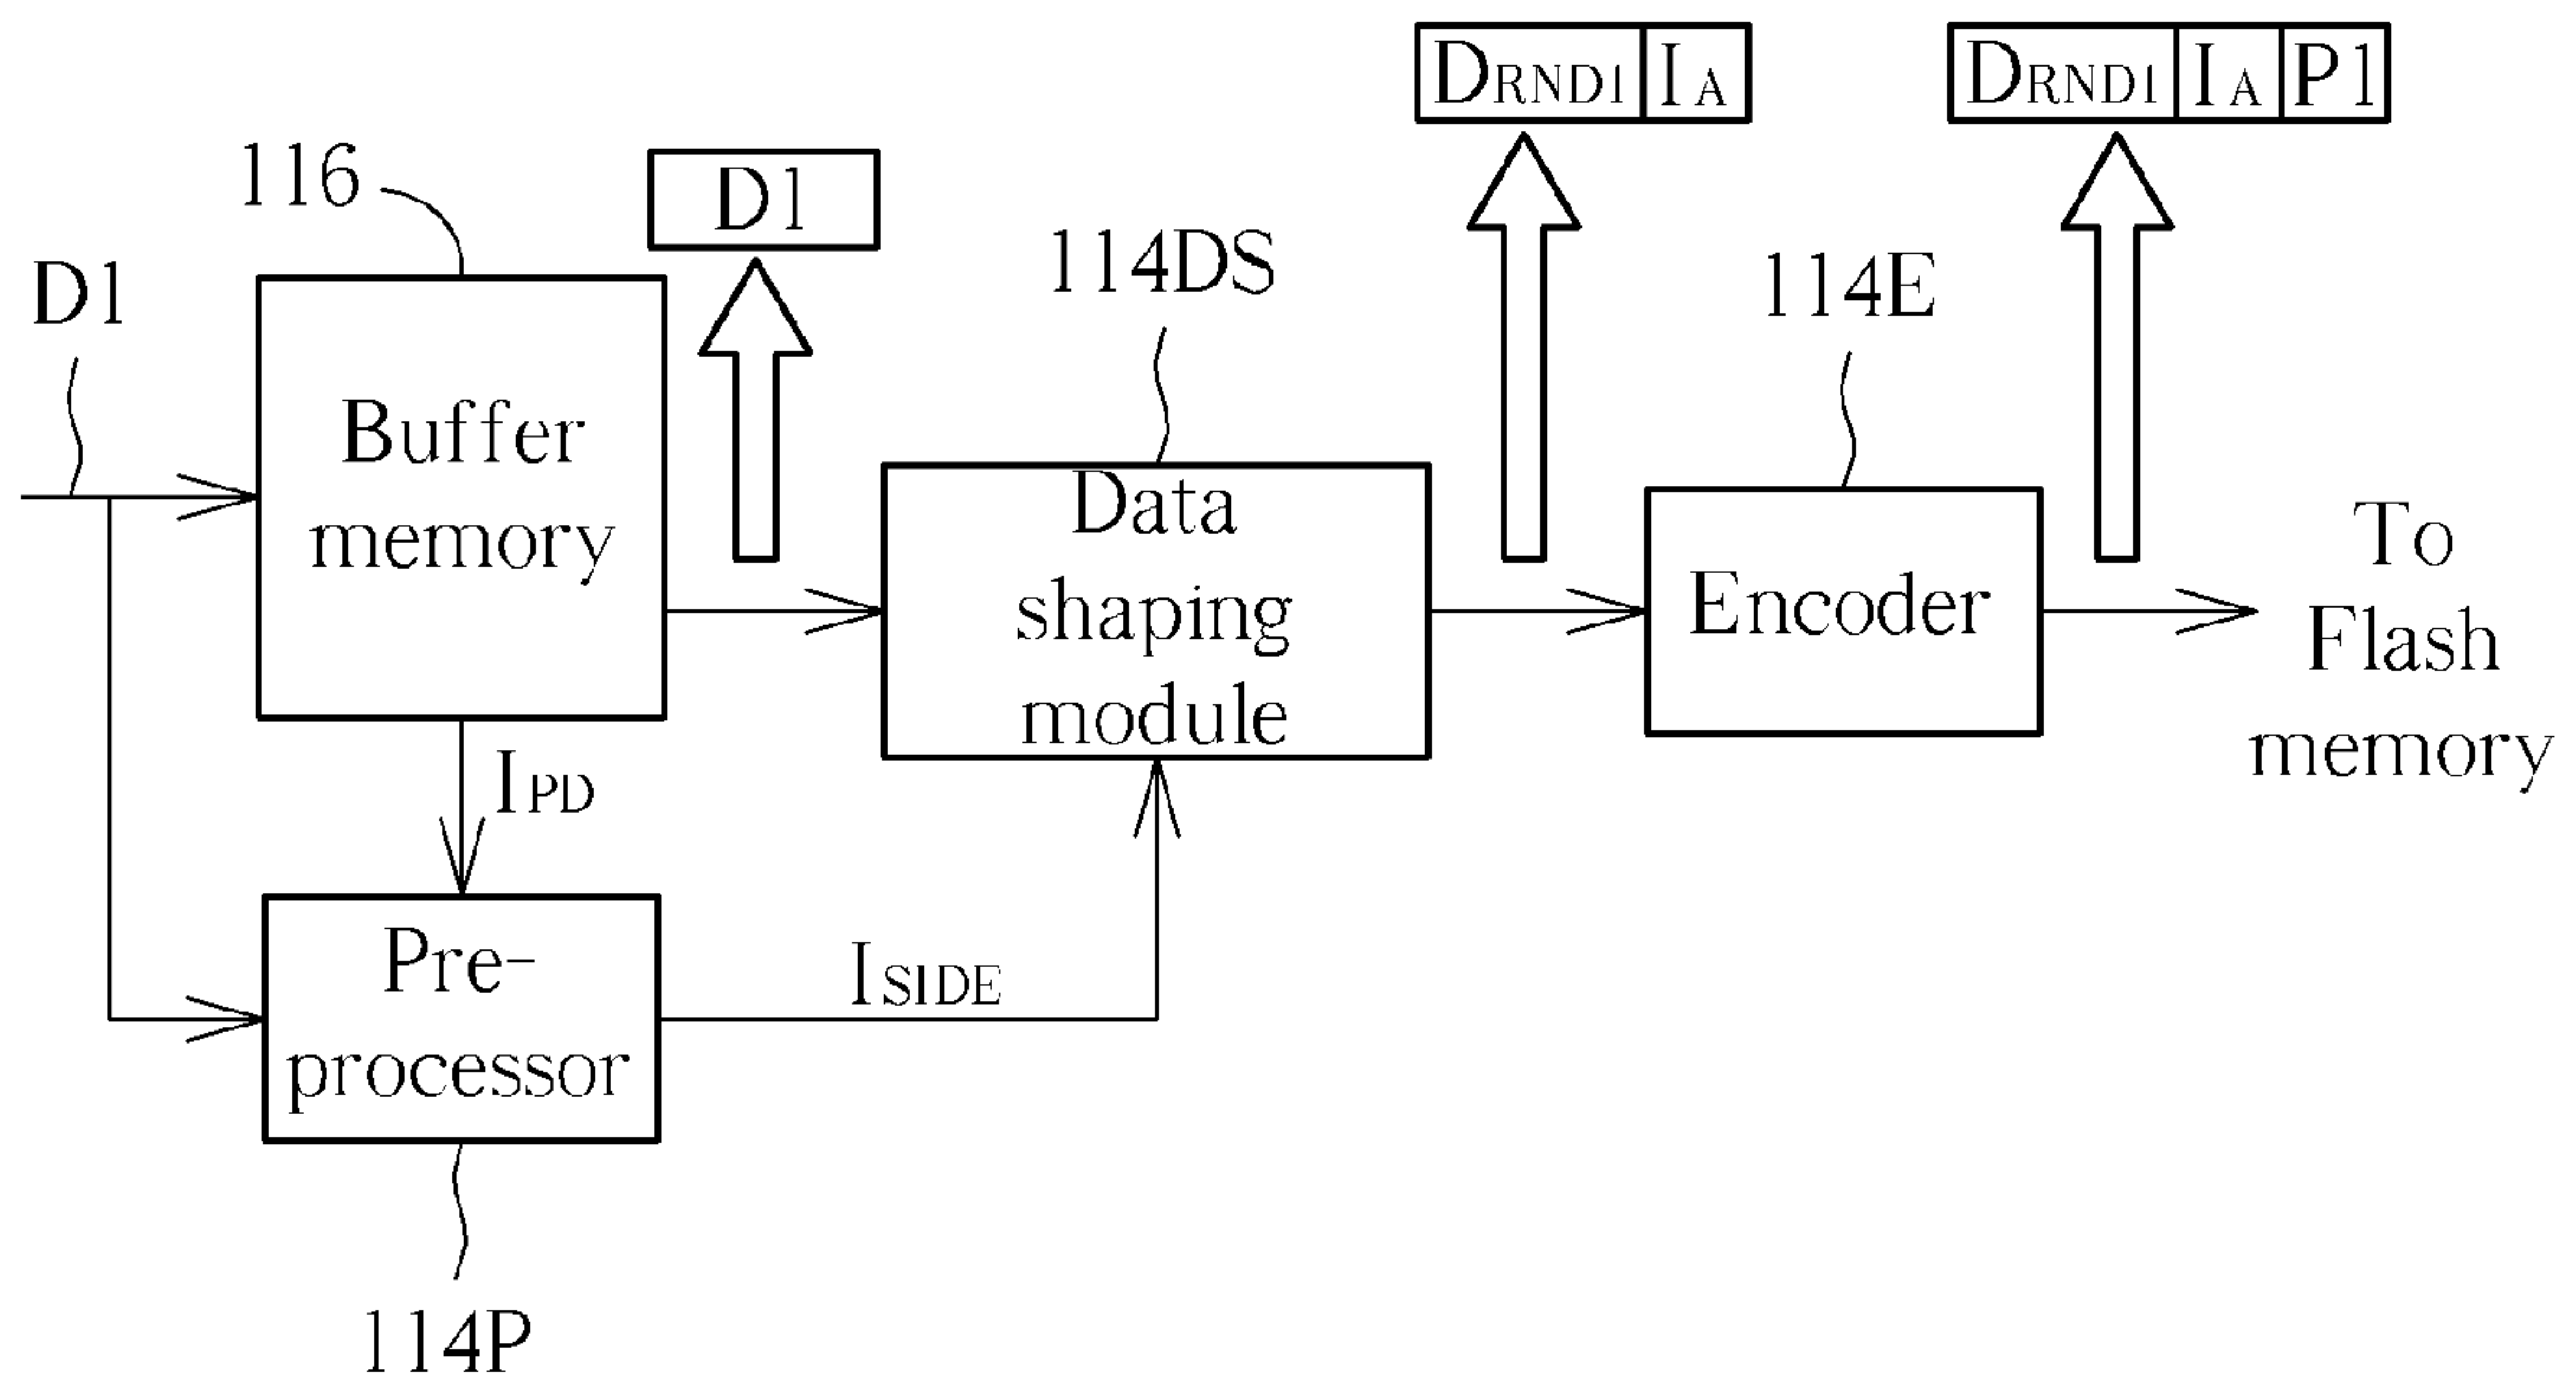 DRND1 IA
DRND1 IA P1
116
D1
114DS
114E
D1
Buffer
memory
Data
shaping
module
Encoder
To
Flash
memory
IPD
Pre-
processor
ISIDE
114P